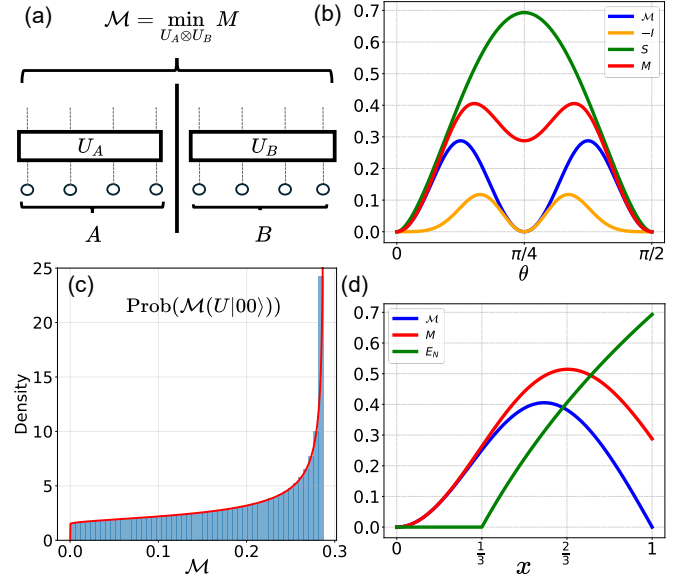 (a)
ℳ = min M
U_A⊗U_B
U_A U_B
A B
(b)
0.7
0.6
0.5
0.4
0.3
0.2
0.1
0.0
ℳ
−I
S
M
0 π/4 π/2
θ
(c)
Prob(ℳ(U|00⟩))
25
20
15
10
5
0
Density
0.0 0.1 0.2 0.3
ℳ
(d)
0.7
0.6
0.5
0.4
0.3
0.2
0.1
0.0
ℳ
M
E_N
0 1/3 2/3 1
x